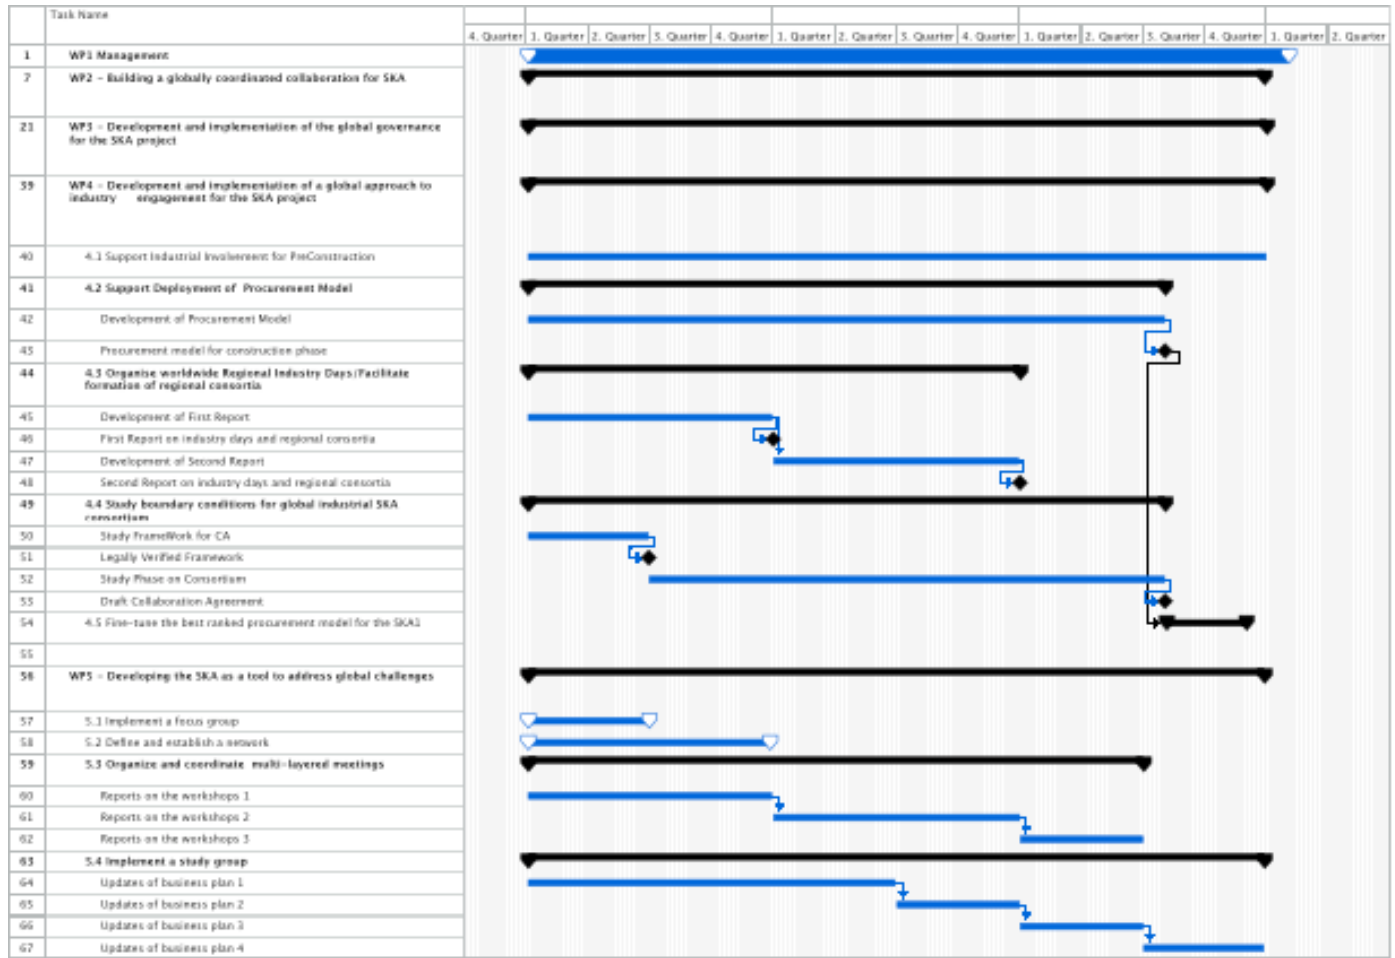 Task Name
4. Quarter 1. Quarter 2. Quarter 3. Quarter 4. Quarter 1. Quarter 2. Quarter 3. Quarter 4. Quarter 1. Quarter 2. Quarter 3. Quarter 4. Quarter 1. Quarter 2. Quarter
1 WP1 Management
7 WP2 - Building a globally coordinated collaboration for SKA
21 WP3 - Development and implementation of the global governance
for the SKA project
39 WP4 - Development and implementation of a global approach to
industry engagement for the SKA project
40 4.1 Support Industrial Involvement for PreConstruction
41 4.2 Support Deployment of Procurement Model
42 Development of Procurement Model
43 Procurement model for construction phase
44 4.3 Organise worldwide Regional Industry Days/Facilitate
formation of regional consortia
45 Development of First Report
46 First Report on industry days and regional consortia
47 Development of Second Report
48 Second Report on industry days and regional consortia
49 4.4 Study boundary conditions for global industrial SKA
consortium
50 Study FrameWork for CA
51 Legally Verified Framework
52 Study Phase on Consortium
53 Draft Collaboration Agreement
54 4.5 Fine-tune the best ranked procurement model for the SKA1
55
56 WP5 - Developing the SKA as a tool to address global challenges
57 5.1 Implement a focus group
58 5.2 Define and establish a network
59 5.3 Organize and coordinate multi-layered meetings
60 Reports on the workshops 1
61 Reports on the workshops 2
62 Reports on the workshops 3
63 5.4 Implement a study group
64 Updates of business plan 1
65 Updates of business plan 2
66 Updates of business plan 3
67 Updates of business plan 4